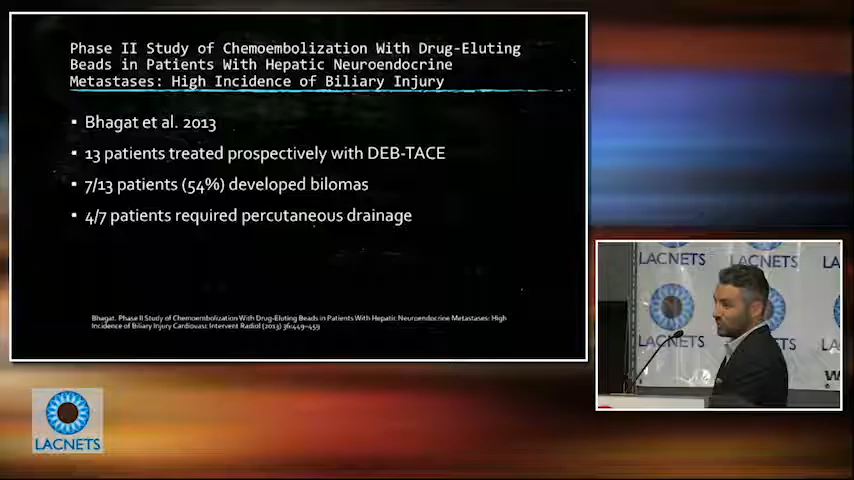 Phase II Study of Chemoembolization With Drug-Eluting
Beads in Patients With Hepatic Neuroendocrine
Metastases: High Incidence of Biliary Injury
▪ Bhagat et al. 2013
▪ 13 patients treated prospectively with DEB-TACE
▪ 7/13 patients (54%) developed bilomas
▪ 4/7 patients required percutaneous drainage
Bhagat. Phase II Study of Chemoembolization With Drug-Eluting Beads in Patients With Hepatic Neuroendocrine Metastases: High
Incidence of Biliary Injury Cardiovasc Intervent Radiol (2013) 36:449–459
LACNETS
LACNETS
LA
W
LACNETS